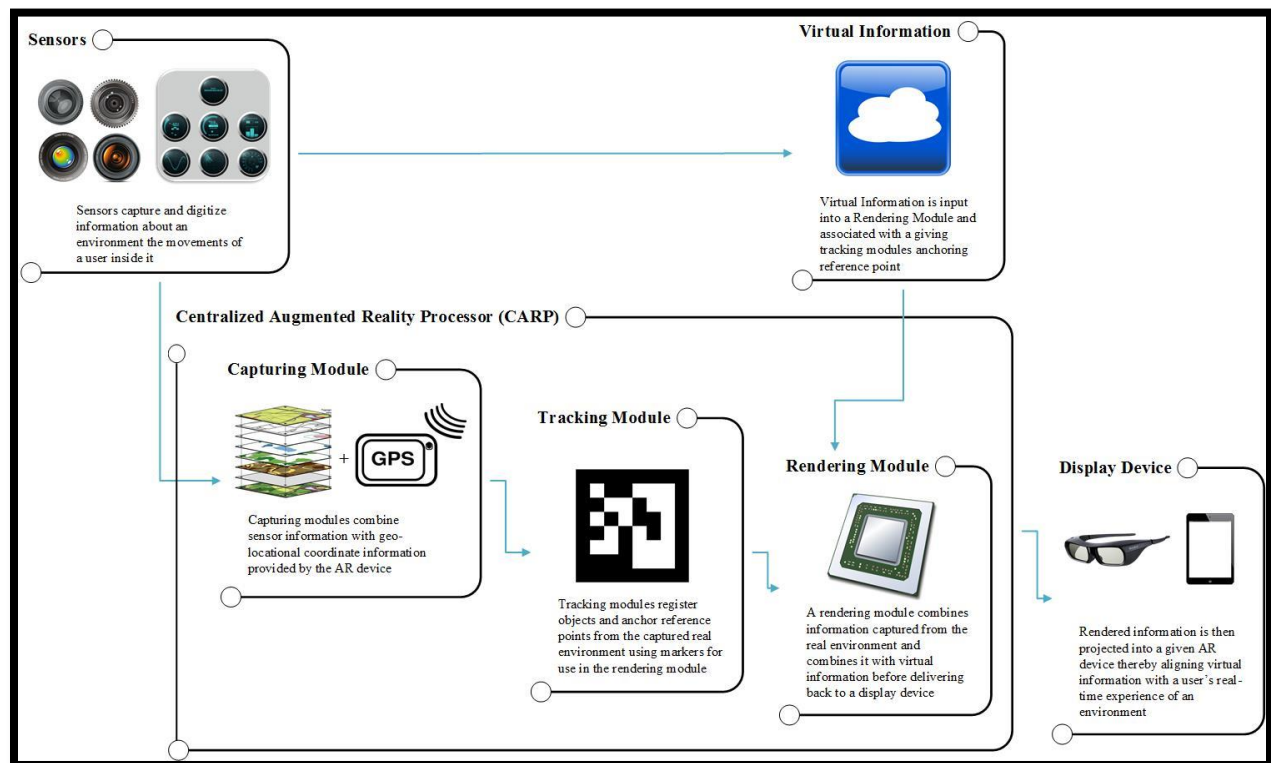 Sensors
Sensors capture and digitize
information about an
environment the movements of
a user inside it
Virtual Information
Virtual Information is input
into a Rendering Module and
associated with a giving
tracking modules anchoring
reference point
Centralized Augmented Reality Processor (CARP)
Capturing Module
+
GPS
Capturing modules combine
sensor information with geo-
locational coordinate information
provided by the AR device
Tracking Module
Tracking modules register
objects and anchor reference
points from the captured real
environment using markers for
use in the rendering module
Rendering Module
A rendering module combines
information captured from the
real environment and
combines it with virtual
information before delivering
back to a display device
Display Device
Rendered information is then
projected into a given AR
device thereby aligning virtual
information with a user’s real-
time experience of an
environment